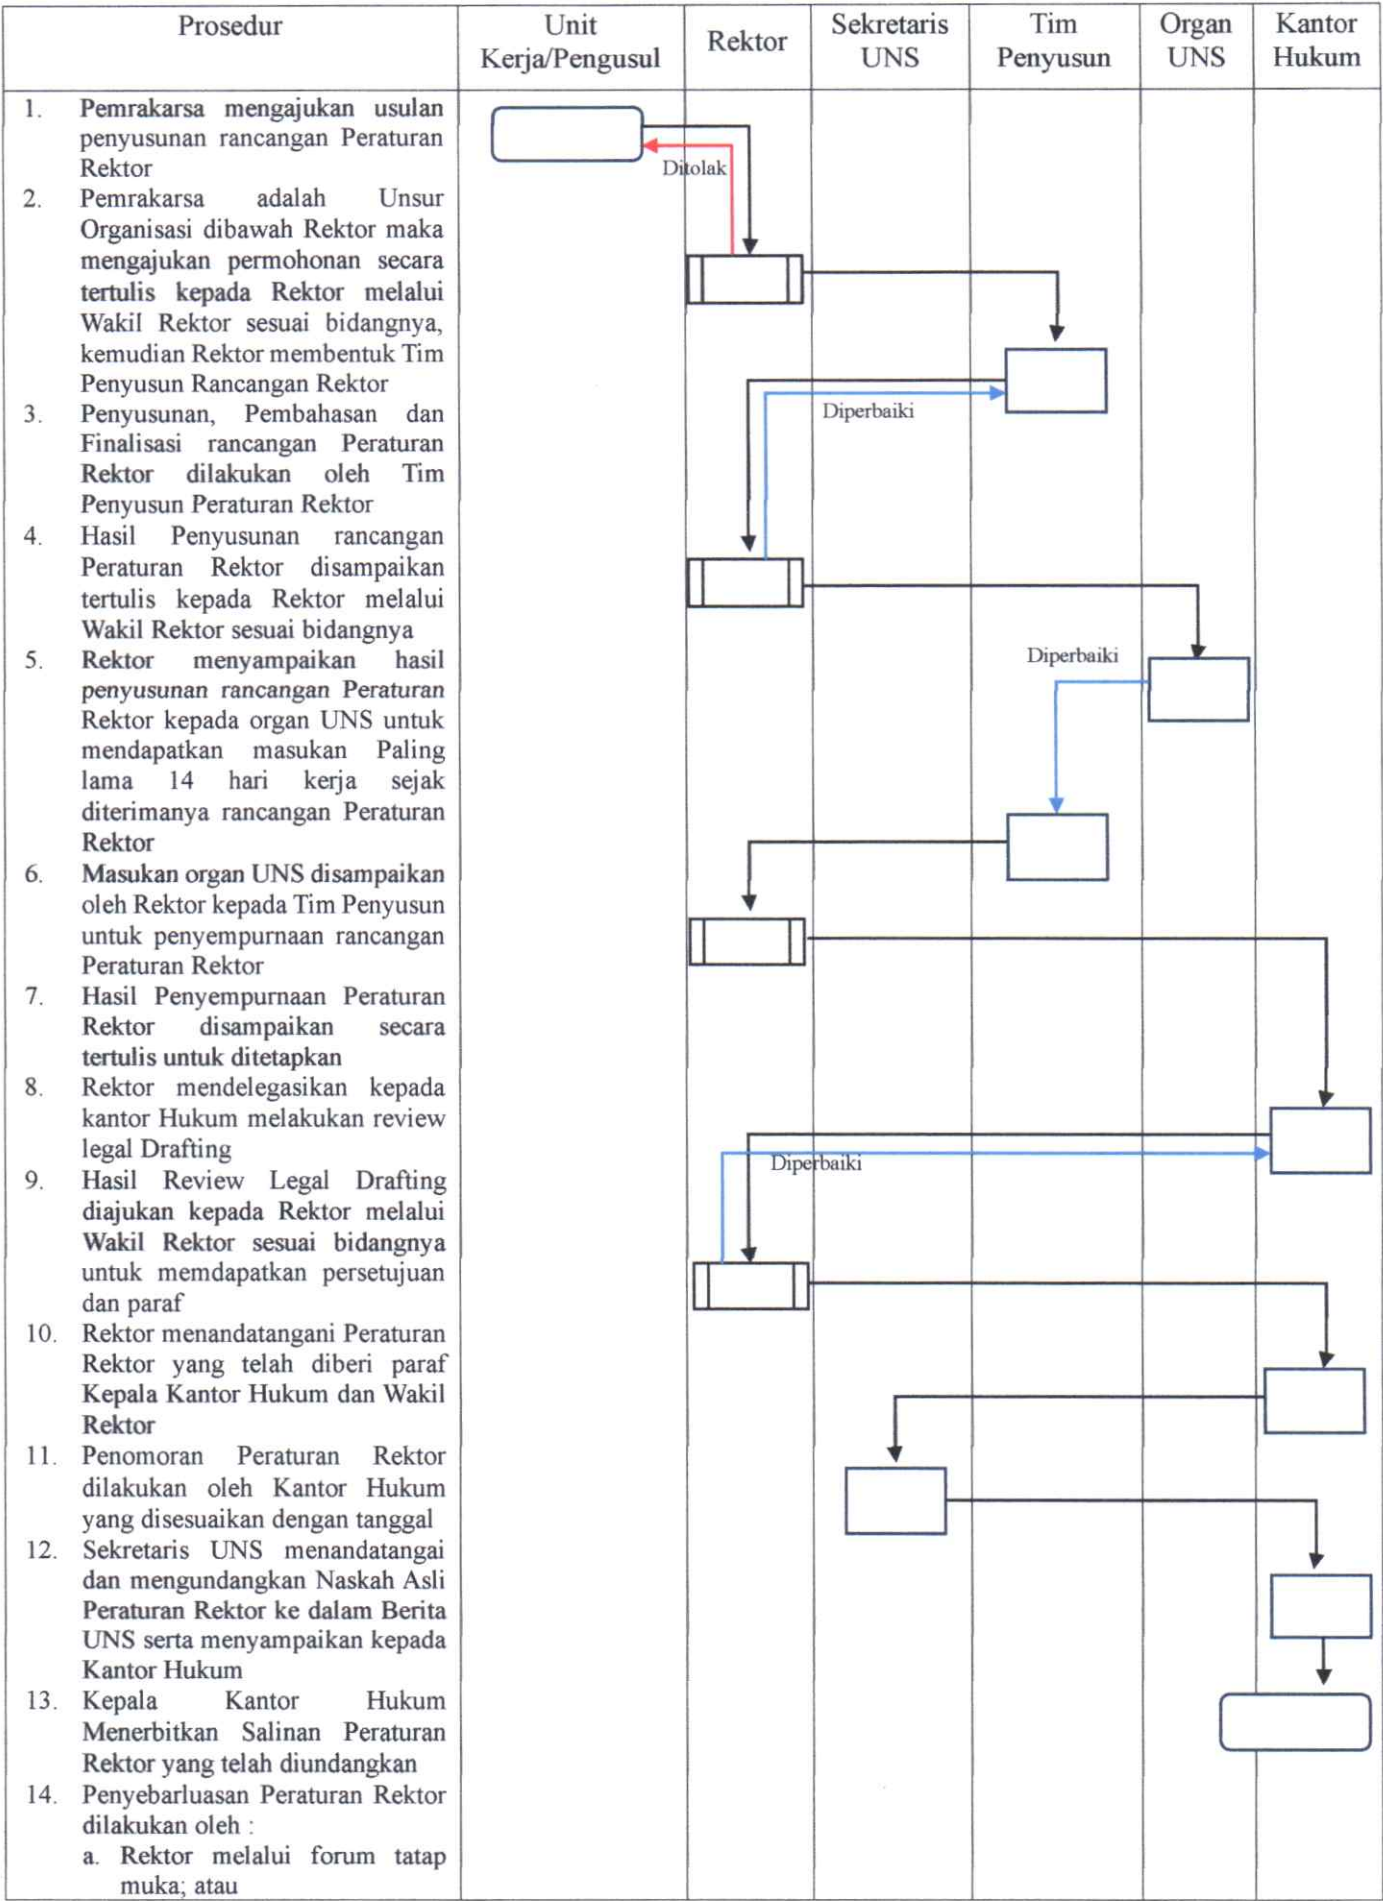 Prosedur
Unit
Kerja/Pengusul
Rektor
Sekretaris
UNS
Tim
Penyusun
Organ
UNS
Kantor
Hukum
1. Pemrakarsa mengajukan usulan
penyusunan rancangan Peraturan
Rektor
2. Pemrakarsa adalah Unsur
Organisasi dibawah Rektor maka
mengajukan permohonan secara
tertulis kepada Rektor melalui
Wakil Rektor sesuai bidangnya,
kemudian Rektor membentuk Tim
Penyusun Rancangan Rektor
3. Penyusunan, Pembahasan dan
Finalisasi rancangan Peraturan
Rektor dilakukan oleh Tim
Penyusun Peraturan Rektor
4. Hasil Penyusunan rancangan
Peraturan Rektor disampaikan
tertulis kepada Rektor melalui
Wakil Rektor sesuai bidangnya
5. Rektor menyampaikan hasil
penyusunan rancangan Peraturan
Rektor kepada organ UNS untuk
mendapatkan masukan Paling
lama 14 hari kerja sejak
diterimanya rancangan Peraturan
Rektor
6. Masukan organ UNS disampaikan
oleh Rektor kepada Tim Penyusun
untuk penyempurnaan rancangan
Peraturan Rektor
7. Hasil Penyempurnaan Peraturan
Rektor disampaikan secara
tertulis untuk ditetapkan
8. Rektor mendelegasikan kepada
kantor Hukum melakukan review
legal Drafting
9. Hasil Review Legal Drafting
diajukan kepada Rektor melalui
Wakil Rektor sesuai bidangnya
untuk memdapatkan persetujuan
dan paraf
10. Rektor menandatangani Peraturan
Rektor yang telah diberi paraf
Kepala Kantor Hukum dan Wakil
Rektor
11. Penomoran Peraturan Rektor
dilakukan oleh Kantor Hukum
yang disesuaikan dengan tanggal
12. Sekretaris UNS menandatangai
dan mengundangkan Naskah Asli
Peraturan Rektor ke dalam Berita
UNS serta menyampaikan kepada
Kantor Hukum
13. Kepala Kantor Hukum
Menerbitkan Salinan Peraturan
Rektor yang telah diundangkan
14. Penyebarluasan Peraturan Rektor
dilakukan oleh :
a. Rektor melalui forum tatap
muka; atau
Ditolak
Diperbaiki
Diperbaiki
Diperbaiki